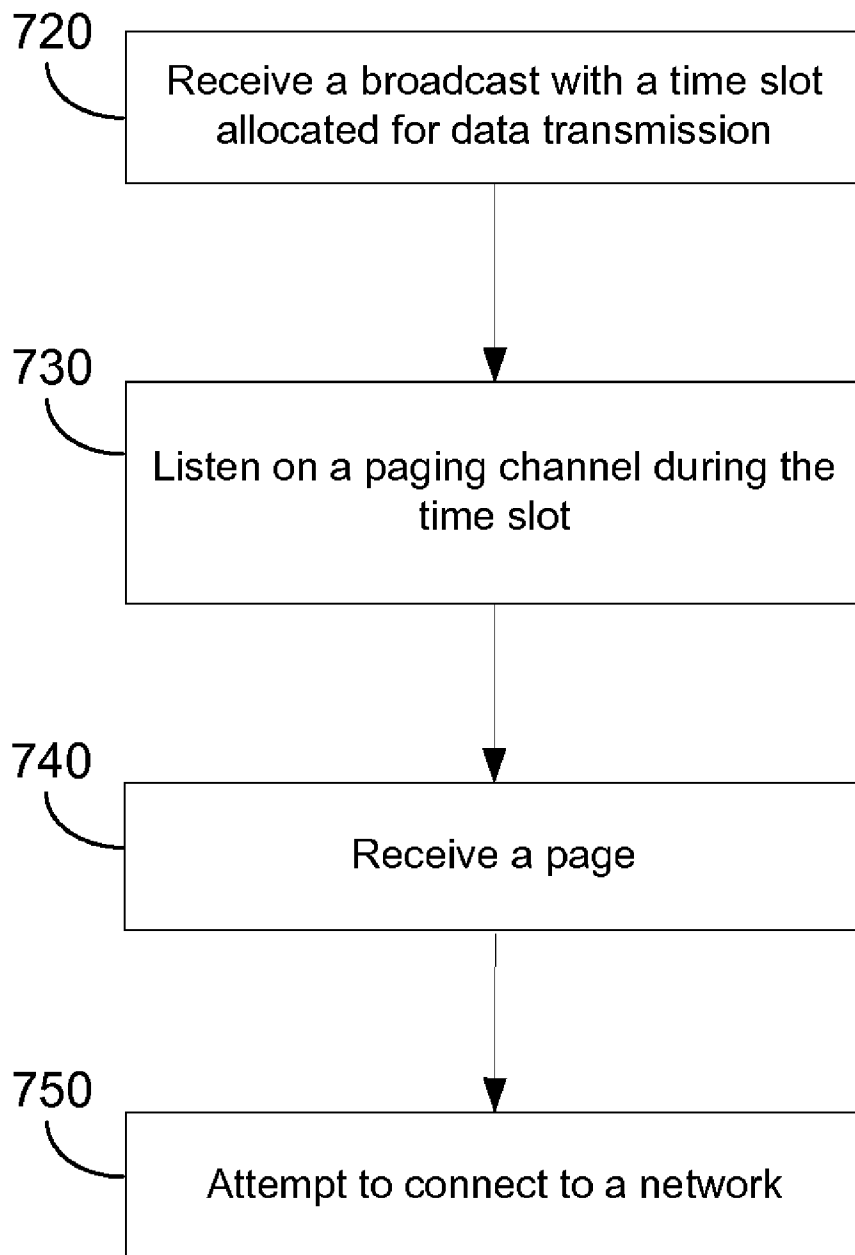 720
Receive a broadcast with a time slot
allocated for data transmission
730
Listen on a paging channel during the
time slot
740
Receive a page
750
Attempt to connect to a network